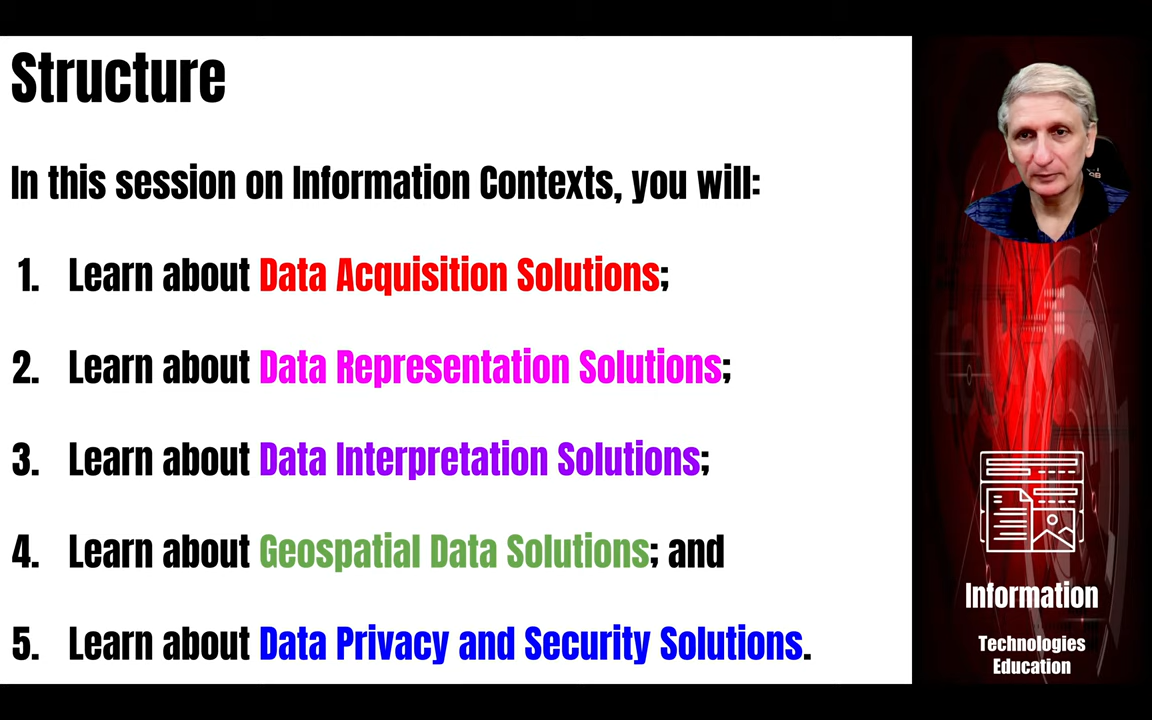 Structure
In this session on Information Contexts, you will:
1. Learn about Data Acquisition Solutions;
2. Learn about Data Representation Solutions;
3. Learn about Data Interpretation Solutions;
4. Learn about Geospatial Data Solutions; and
5. Learn about Data Privacy and Security Solutions.
Information
Technologies
Education